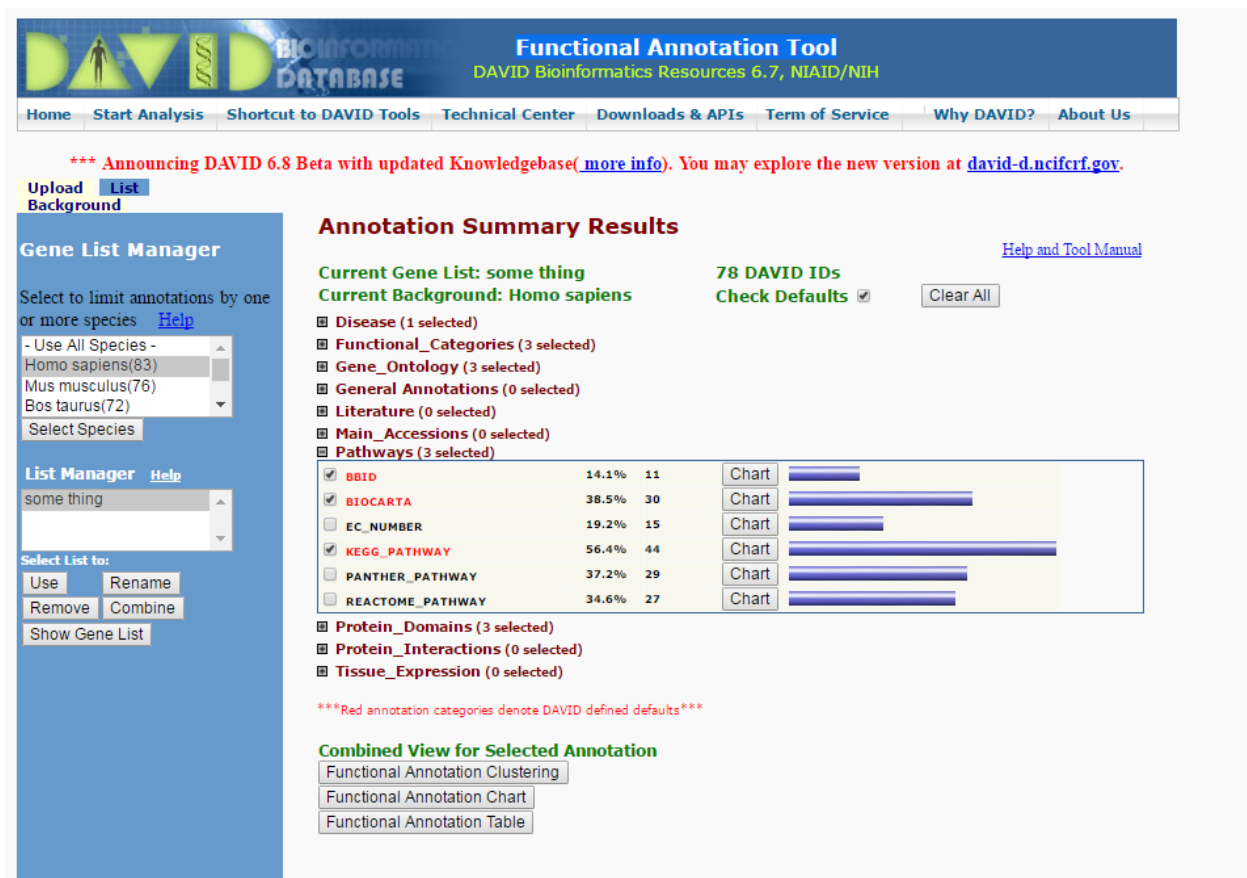 DAVID BIOINFORMATICS DATABASE
Functional Annotation Tool
DAVID Bioinformatics Resources 6.7, NIAID/NIH
Home Start Analysis Shortcut to DAVID Tools Technical Center Downloads & APIs Term of Service Why DAVID? About Us
*** Announcing DAVID 6.8 Beta with updated Knowledgebase( more info). You may explore the new version at david-d.ncifcrf.gov.
Upload List
Background
Gene List Manager
Select to limit annotations by one
or more species Help
- Use All Species -
Homo sapiens(83)
Mus musculus(76)
Bos taurus(72)
Select Species
List Manager Help
some thing
Select List to:
Use Rename
Remove Combine
Show Gene List
Annotation Summary Results
Help and Tool Manual
Current Gene List: some thing 78 DAVID IDs
Current Background: Homo sapiens Check Defaults Clear All
Disease (1 selected)
Functional_Categories (3 selected)
Gene_Ontology (3 selected)
General Annotations (0 selected)
Literature (0 selected)
Main_Accessions (0 selected)
Pathways (3 selected)
BBID 14.1% 11 Chart
BIOCARTA 38.5% 30 Chart
EC_NUMBER 19.2% 15 Chart
KEGG_PATHWAY 56.4% 44 Chart
PANTHER_PATHWAY 37.2% 29 Chart
REACTOME_PATHWAY 34.6% 27 Chart
Protein_Domains (3 selected)
Protein_Interactions (0 selected)
Tissue_Expression (0 selected)
***Red annotation categories denote DAVID defined defaults***
Combined View for Selected Annotation
Functional Annotation Clustering
Functional Annotation Chart
Functional Annotation Table